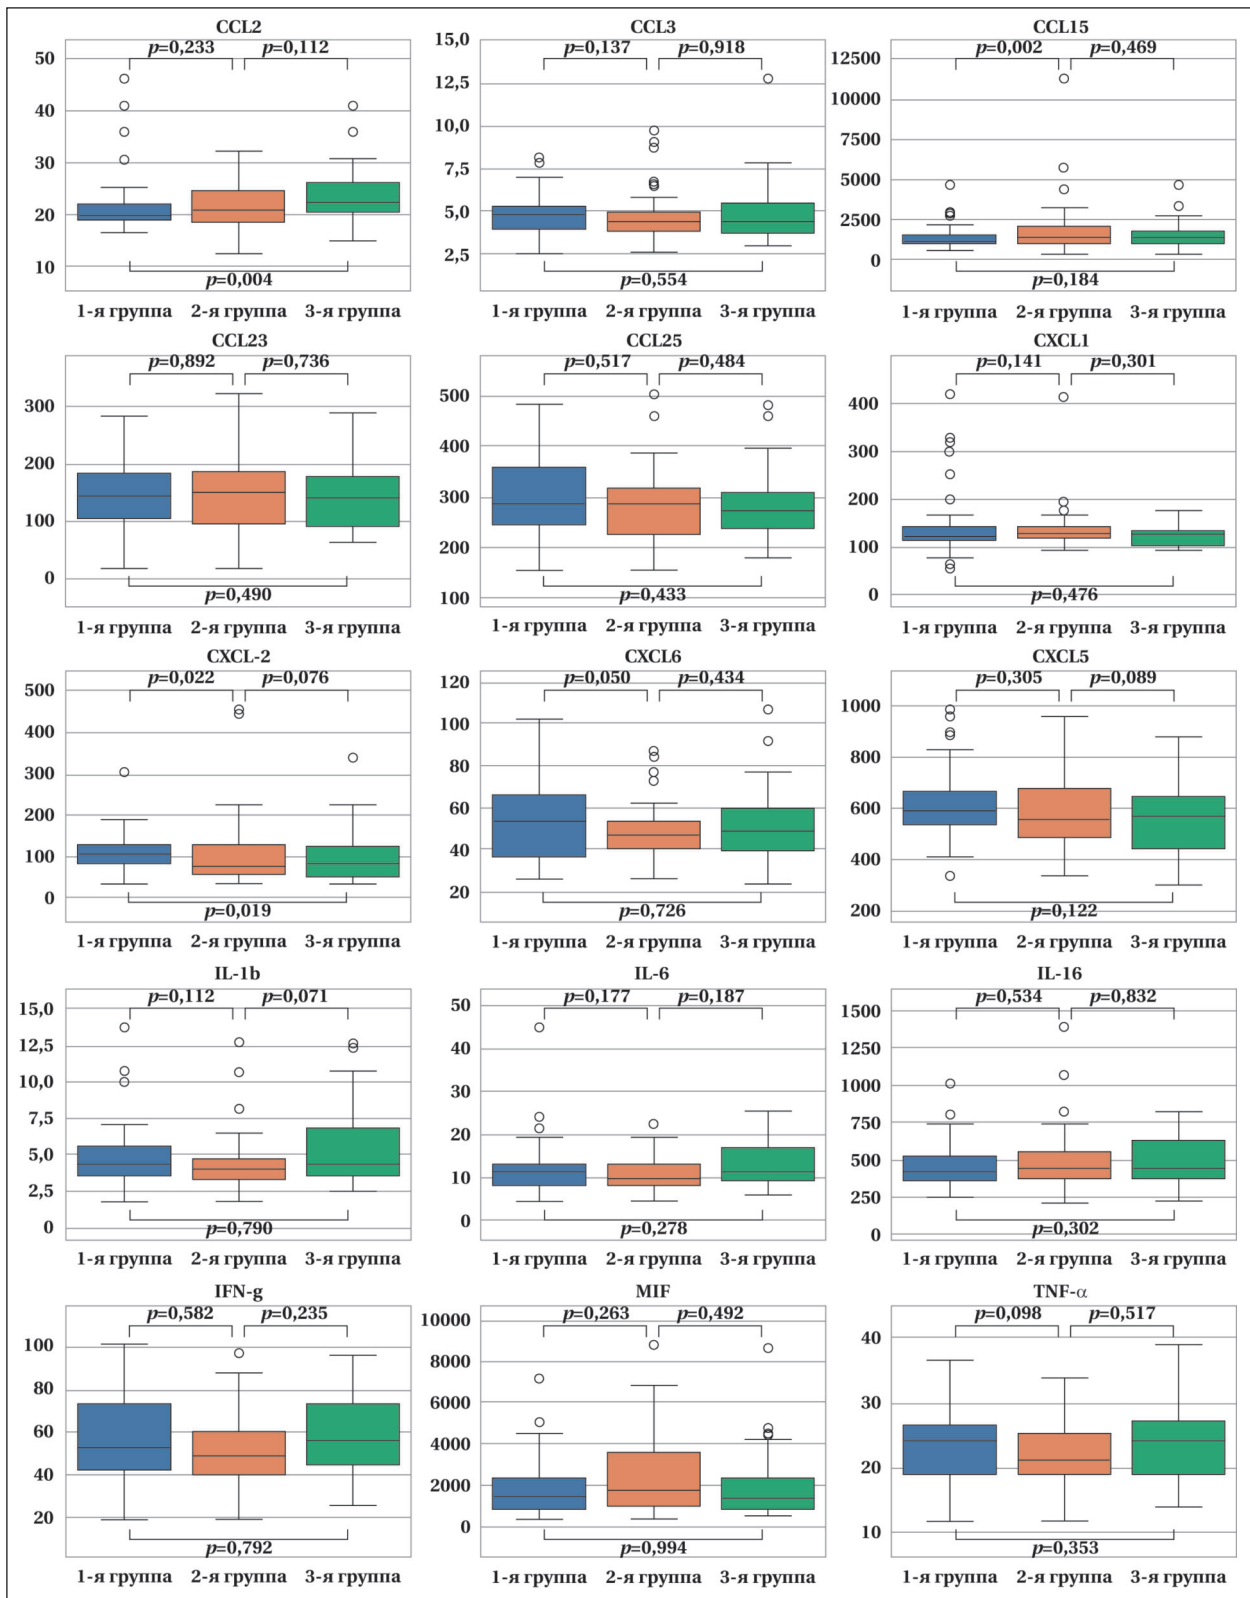 CCL2 CCL3 CCL15
p=0,233 p=0,112 15,0 p=0,137 p=0,918 p=0,002 p=0,469
50 12,5 12500
40 10,0 10000
30 7,5 7500
20 5,0 5000
10 2,5 2500
0
p=0,004 p=0,554 p=0,184
1-я группа 2-я группа 3-я группа 1-я группа 2-я группа 3-я группа 1-я группа 2-я группа 3-я группа
CCL23 CCL25 CXCL1
p=0,892 p=0,736 p=0,517 p=0,484 p=0,141 p=0,301
300 500 400
200 400 300
100 300 200
0 200 100
100 0
p=0,490 p=0,433 p=0,476
1-я группа 2-я группа 3-я группа 1-я группа 2-я группа 3-я группа 1-я группа 2-я группа 3-я группа
CXCL-2 CXCL6 CXCL5
500 p=0,022 p=0,076 120 p=0,050 p=0,434 p=0,305 p=0,089
400 100 1000
300 80 800
200 60 600
100 40 400
0 20 200
p=0,019 p=0,726 p=0,122
1-я группа 2-я группа 3-я группа 1-я группа 2-я группа 3-я группа 1-я группа 2-я группа 3-я группа
IL-1b IL-6 IL-16
p=0,112 p=0,071 p=0,177 p=0,187 p=0,534 p=0,832
15,0 50 1500
12,5 40 1250
10,0 30 1000
7,5 20 750
5,0 10 500
2,5 0 250
0 0
p=0,790 p=0,278 p=0,302
1-я группа 2-я группа 3-я группа 1-я группа 2-я группа 3-я группа 1-я группа 2-я группа 3-я группа
IFN-g MIF TNF-α
p=0,582 p=0,235 10000 p=0,263 p=0,492 p=0,098 p=0,517
100 8000 40
80 6000 30
60 4000 20
40 2000 10
20 0
p=0,792 p=0,994 p=0,353
1-я группа 2-я группа 3-я группа 1-я группа 2-я группа 3-я группа 1-я группа 2-я группа 3-я группа